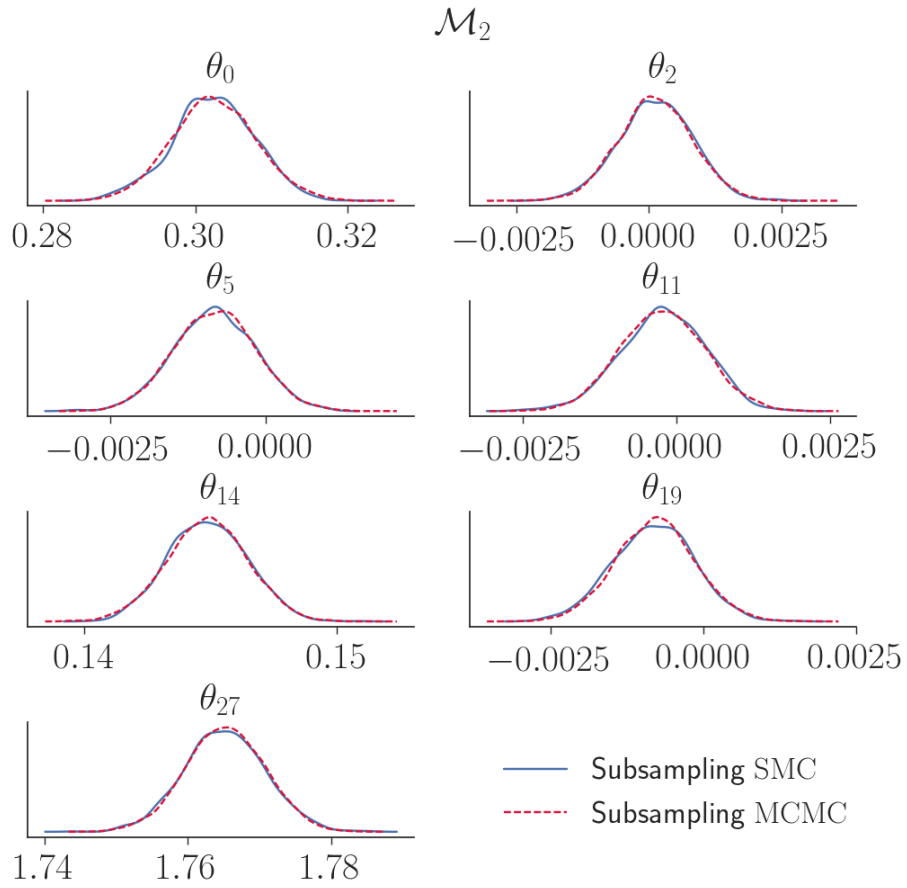 ℳ₂
θ₀
θ₂
0.28 0.30 0.32
−0.0025 0.0000 0.0025
θ₅
θ₁₁
−0.0025 0.0000
−0.0025 0.0000 0.0025
θ₁₄
θ₁₉
0.14 0.15
−0.0025 0.0000 0.0025
θ₂₇
Subsampling SMC
Subsampling MCMC
1.74 1.76 1.78